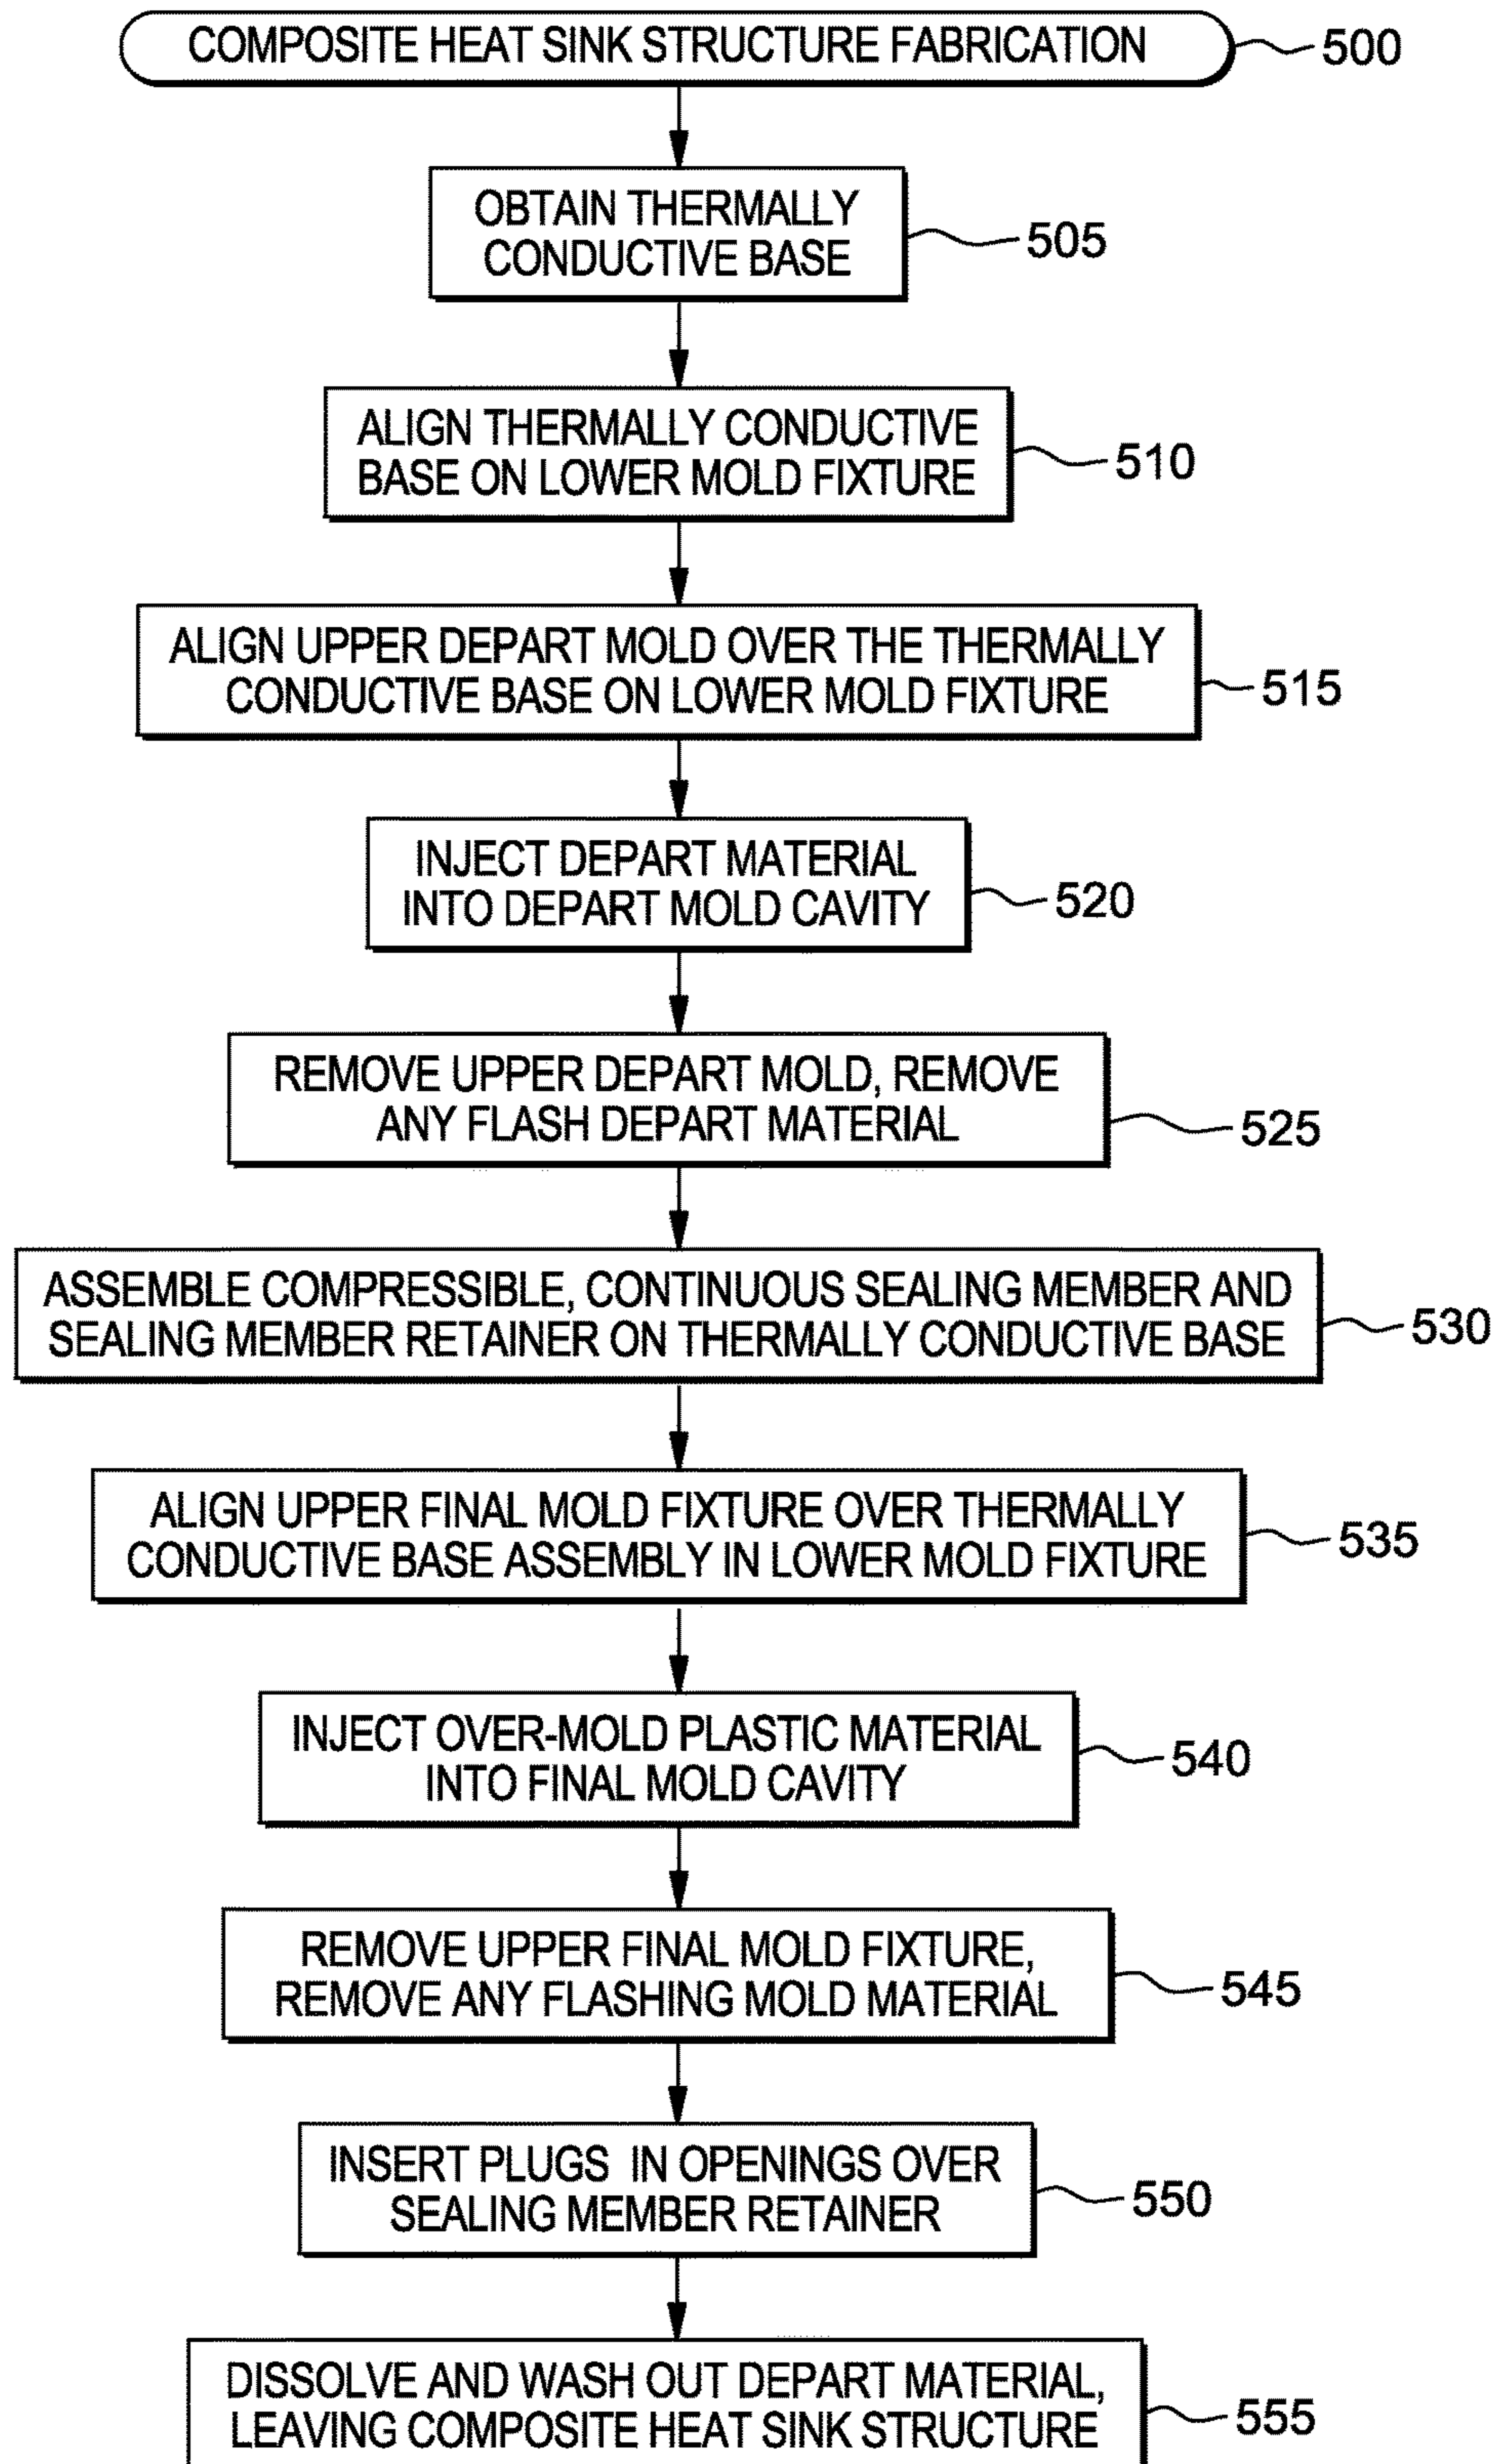 COMPOSITE HEAT SINK STRUCTURE FABRICATION 500
OBTAIN THERMALLY
CONDUCTIVE BASE
505
ALIGN THERMALLY CONDUCTIVE
BASE ON LOWER MOLD FIXTURE
510
ALIGN UPPER DEPART MOLD OVER THE THERMALLY
CONDUCTIVE BASE ON LOWER MOLD FIXTURE
515
INJECT DEPART MATERIAL
INTO DEPART MOLD CAVITY
520
REMOVE UPPER DEPART MOLD, REMOVE
ANY FLASH DEPART MATERIAL
525
ASSEMBLE COMPRESSIBLE, CONTINUOUS SEALING MEMBER AND
SEALING MEMBER RETAINER ON THERMALLY CONDUCTIVE BASE
530
ALIGN UPPER FINAL MOLD FIXTURE OVER THERMALLY
CONDUCTIVE BASE ASSEMBLY IN LOWER MOLD FIXTURE
535
INJECT OVER-MOLD PLASTIC MATERIAL
INTO FINAL MOLD CAVITY
540
REMOVE UPPER FINAL MOLD FIXTURE,
REMOVE ANY FLASHING MOLD MATERIAL
545
INSERT PLUGS IN OPENINGS OVER
SEALING MEMBER RETAINER
550
DISSOLVE AND WASH OUT DEPART MATERIAL,
LEAVING COMPOSITE HEAT SINK STRUCTURE
555